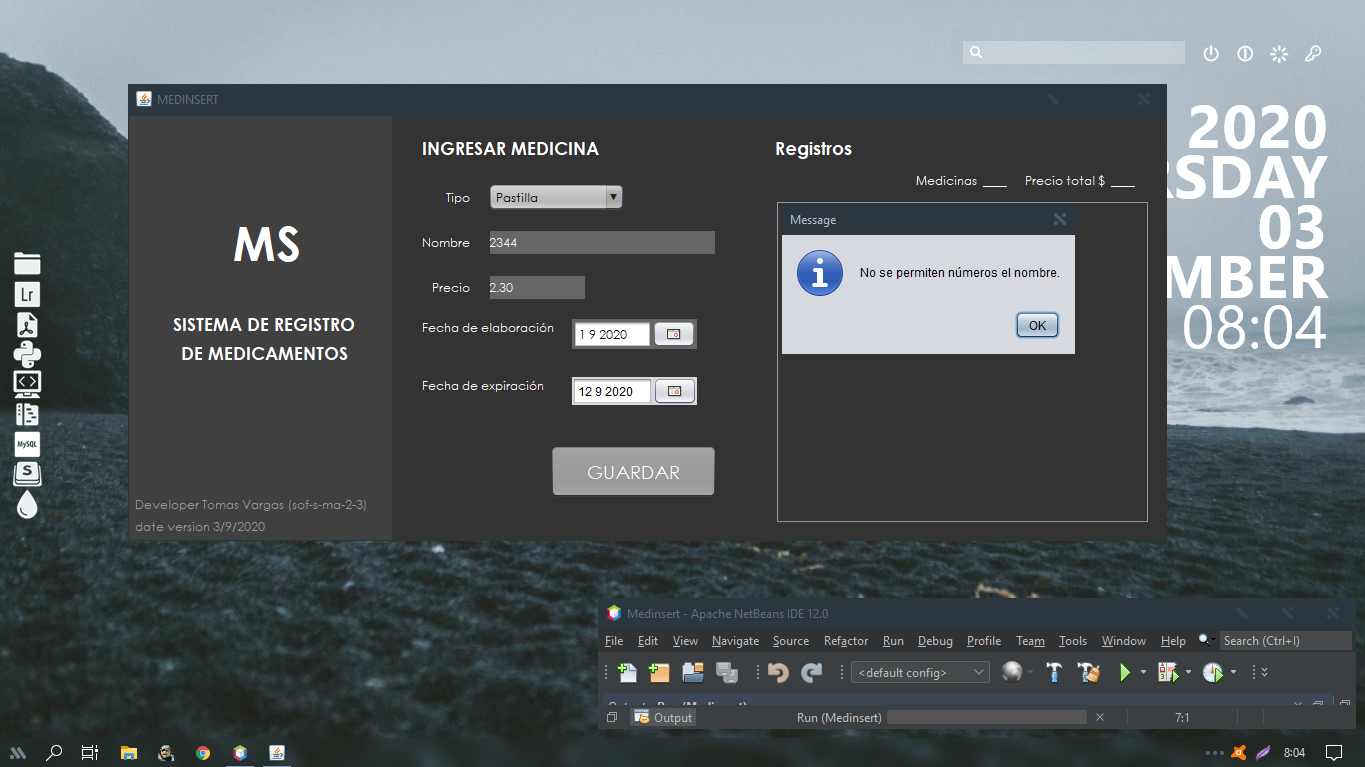 2020
RSDAY
03
MBER
08:04
MEDINSERT
MS
SISTEMA DE REGISTRO
DE MEDICAMENTOS
Developer Tomas Vargas (sof-s-ma-2-3)
date version 3/9/2020
INGRESAR MEDICINA
Tipo Pastilla
Nombre 2344
Precio 2.30
Fecha de elaboración 1 9 2020
Fecha de expiración 12 9 2020
GUARDAR
Registros
Medicinas ___ Precio total $ ___
Message
No se permiten números el nombre.
OK
Lr
MySQL
S
Medinsert - Apache NetBeans IDE 12.0
File Edit View Navigate Source Refactor Run Debug Profile Team Tools Window Help Search (Ctrl+I)
<default config>
Output Run (Medinsert) 7:1
8:04